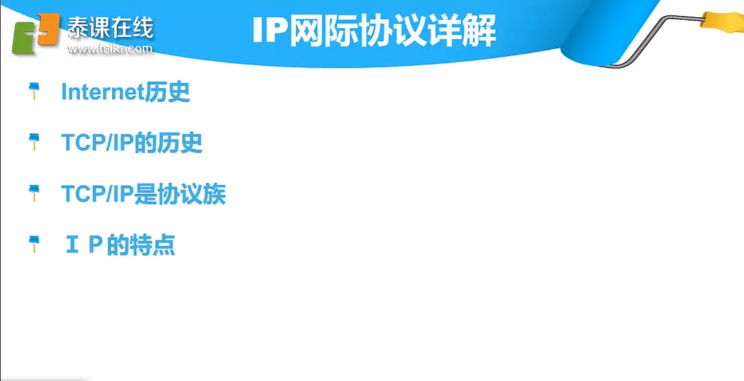 泰课在线
www.taikr.com
IP网际协议详解
Internet历史
TCP/IP的历史
TCP/IP是协议族
ＩＰ的特点